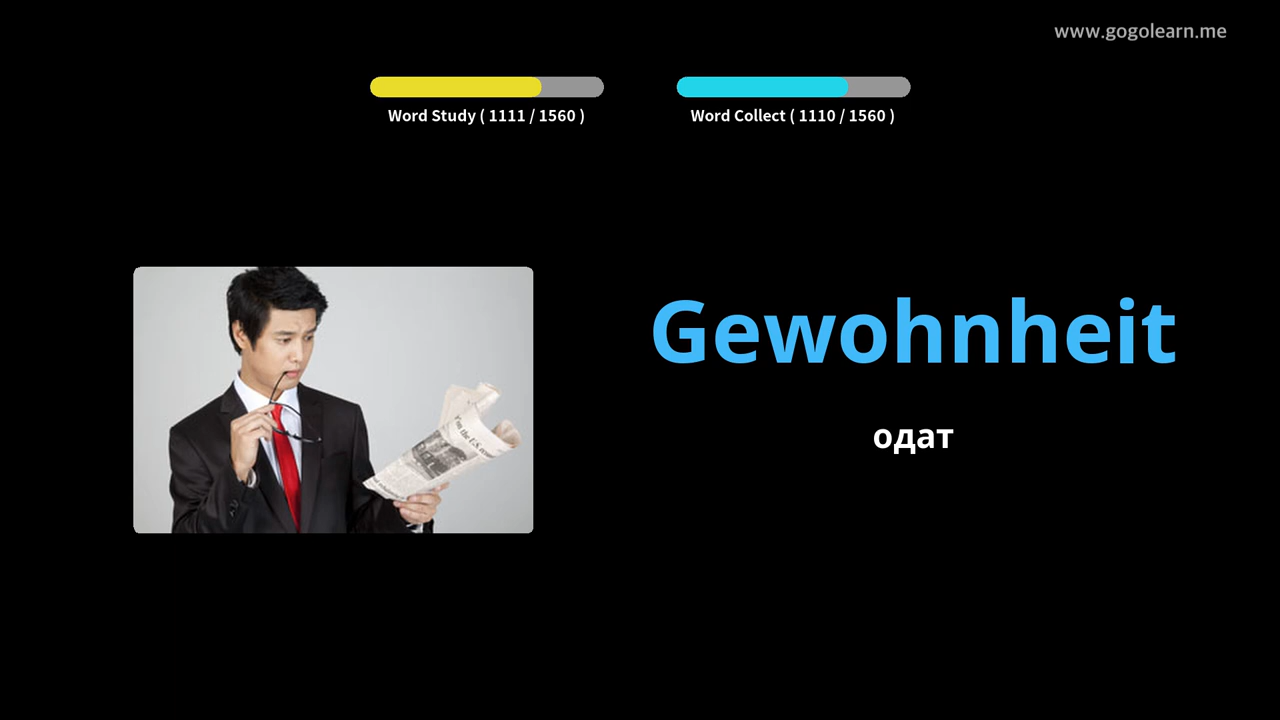 www.gogolearn.me
Word Study ( 1111 / 1560 )
Word Collect ( 1110 / 1560 )
Gewohnheit
одат